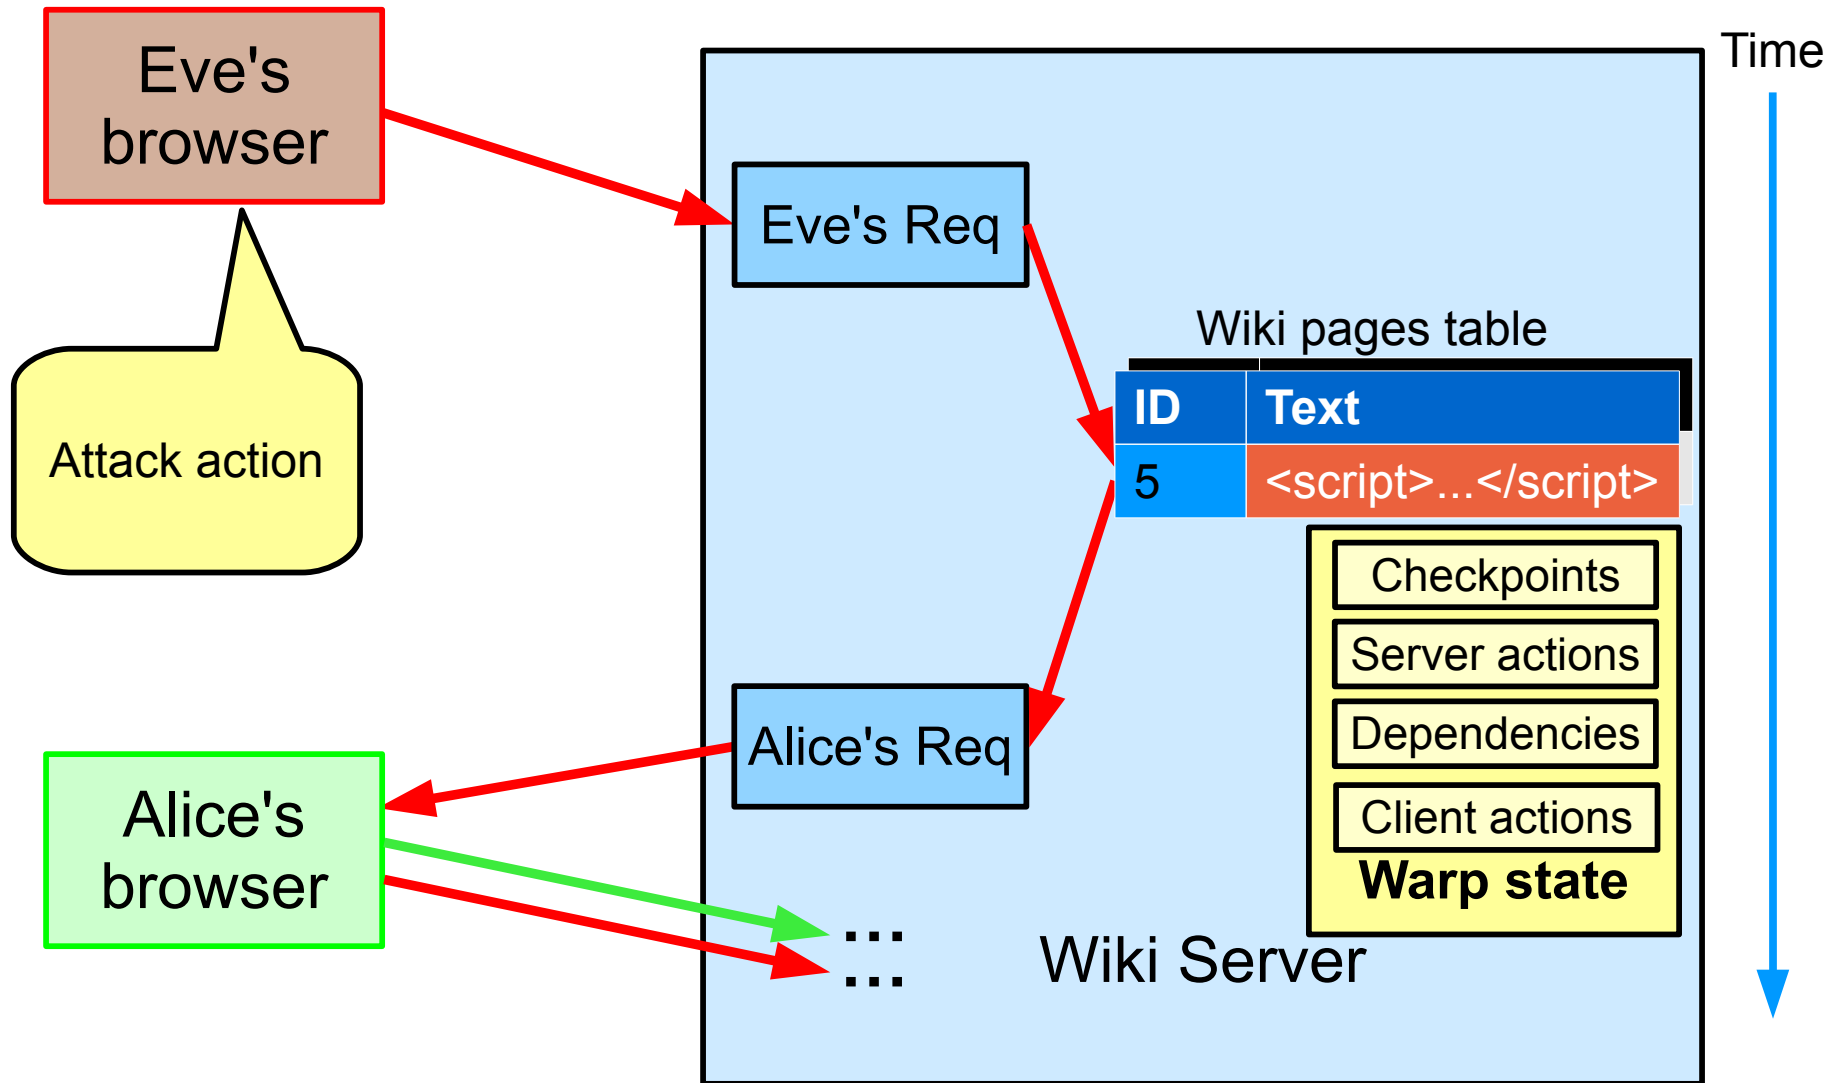 Eve's
browser
Time
Eve's Req
Wiki pages table
ID Text
5 <script>...</script>
Attack action
Checkpoints
Server actions
Dependencies
Client actions
Warp state
Alice's Req
Alice's
browser
...
...
Wiki Server